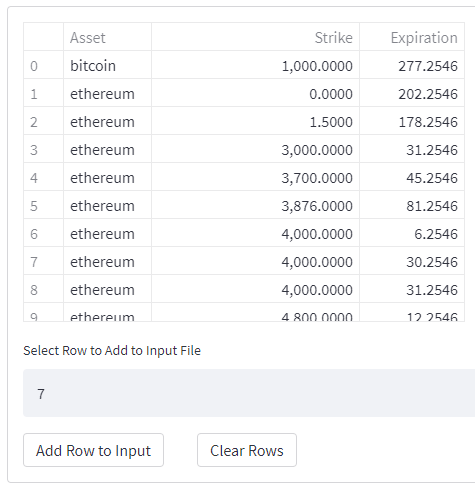 Asset Strike Expiration
0 bitcoin 1,000.0000 277.2546
1 ethereum 0.0000 202.2546
2 ethereum 1.5000 178.2546
3 ethereum 3,000.0000 31.2546
4 ethereum 3,700.0000 45.2546
5 ethereum 3,876.0000 81.2546
6 ethereum 4,000.0000 6.2546
7 ethereum 4,000.0000 30.2546
8 ethereum 4,000.0000 31.2546
9 ethereum 4,800.0000 12.2546
Select Row to Add to Input File
7
Add Row to Input Clear Rows